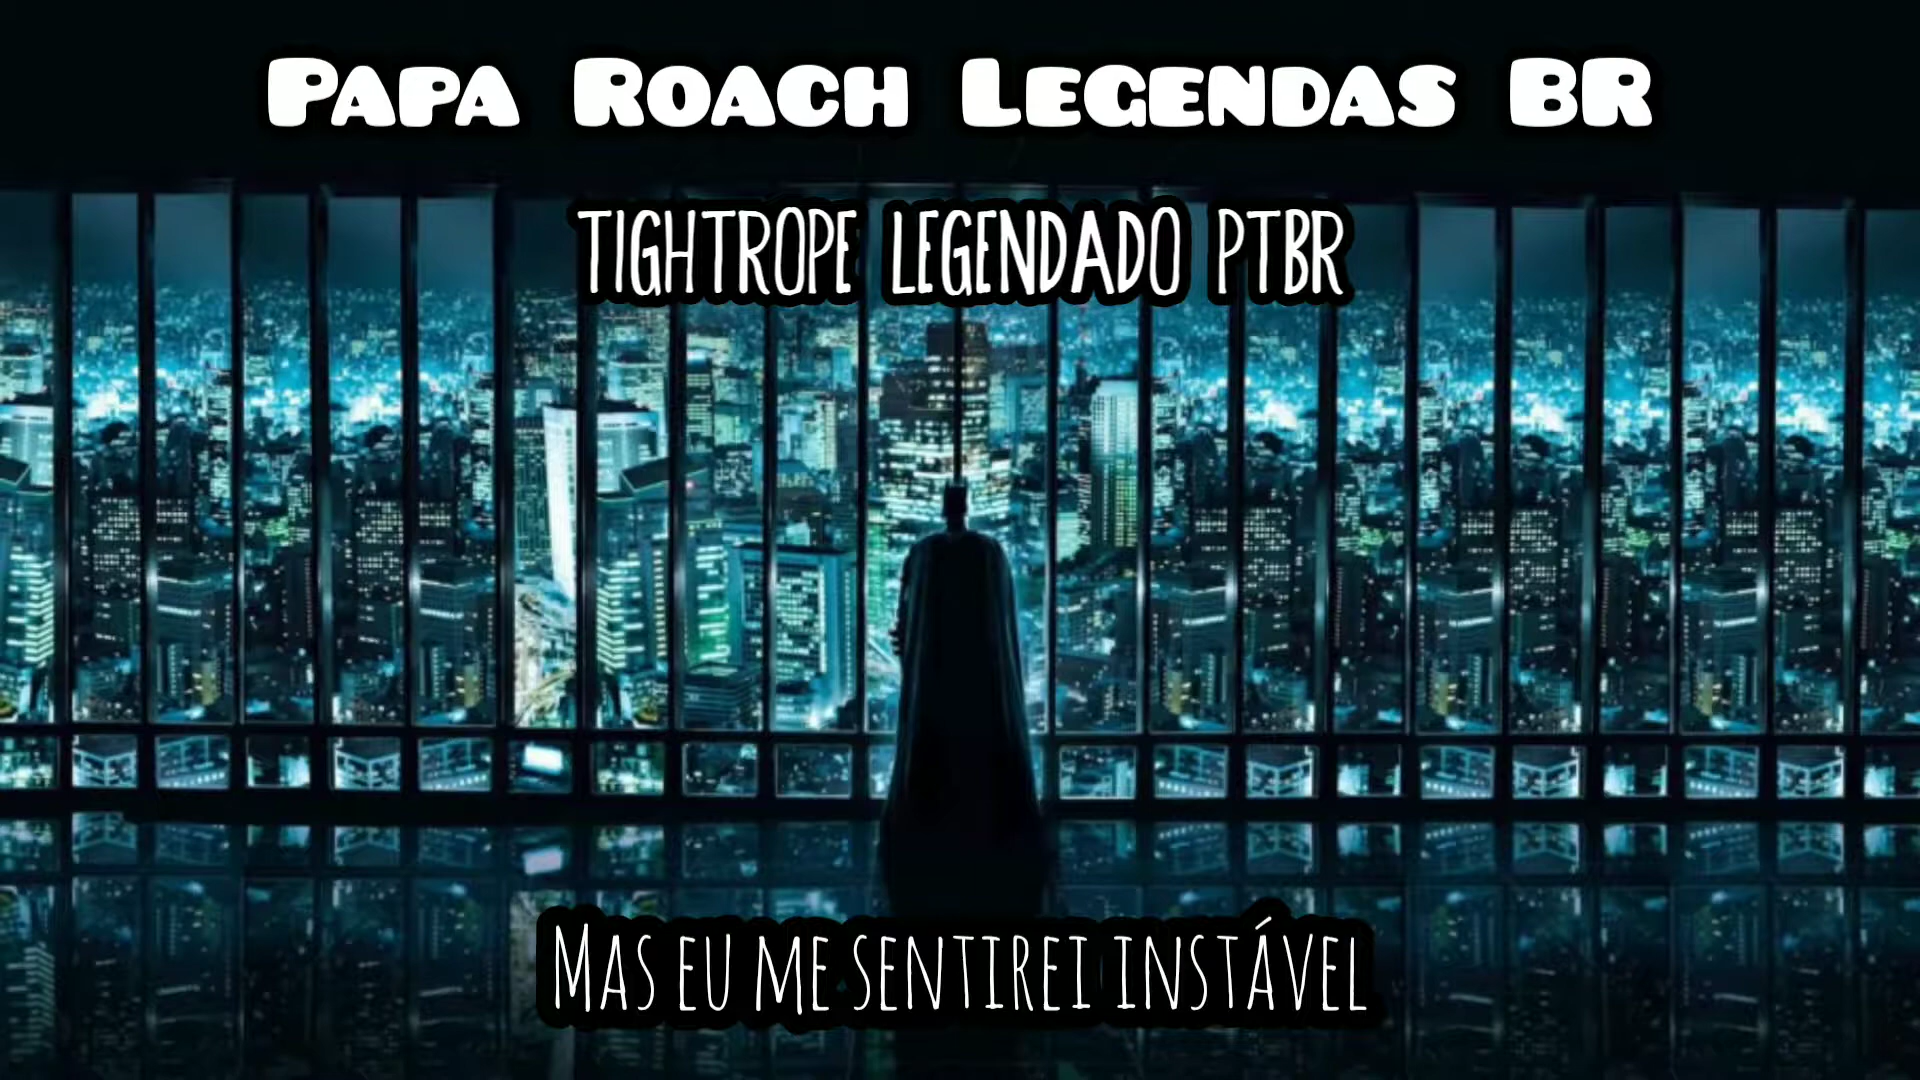 Papa Roach Legendas BR
TIGHTROPE LEGENDADO PTBR
Mas eu me sentirei instável